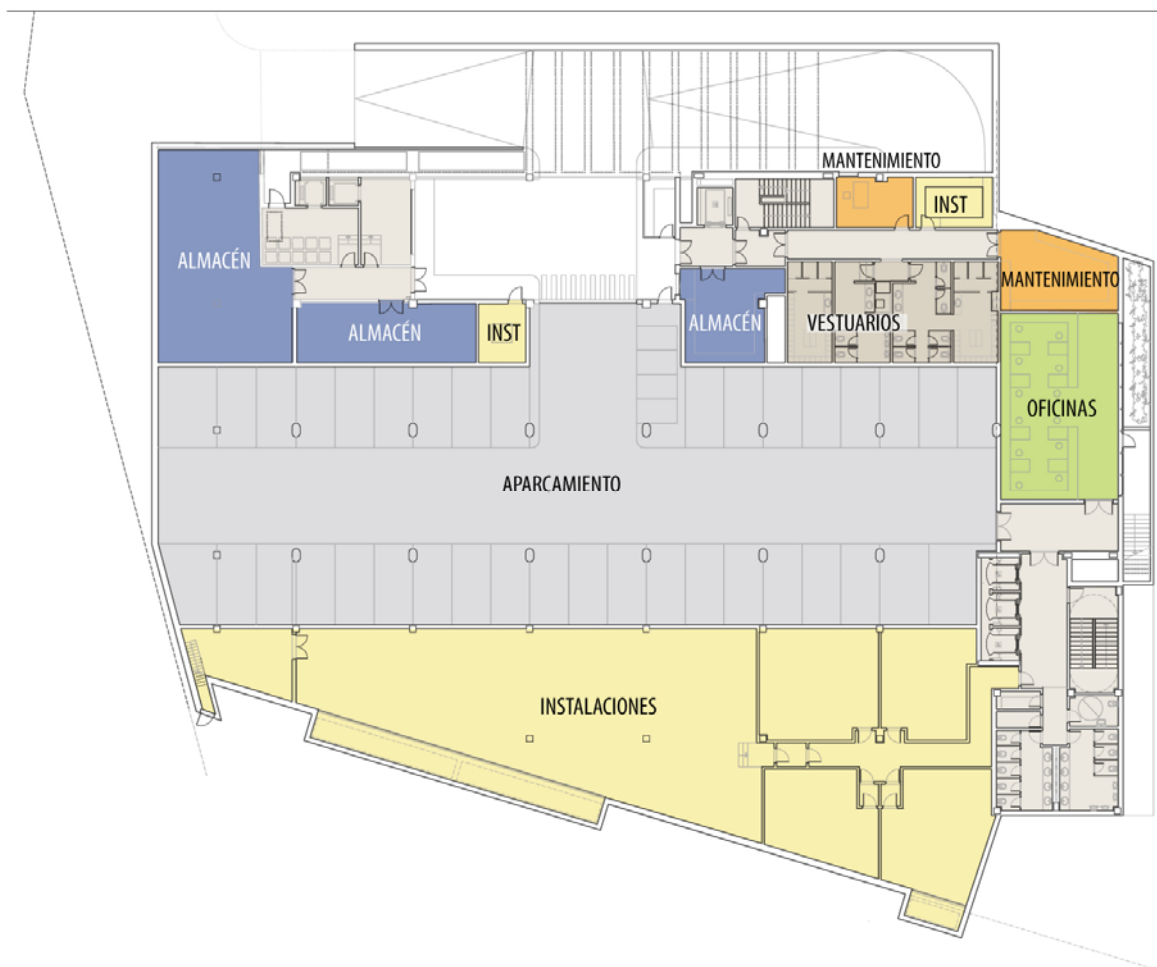 MANTENIMIENTO
INST
ALMACÉN
MANTENIMIENTO
ALMACÉN
INST
ALMACÉN
VESTUARIOS
OFICINAS
APARCAMIENTO
INSTALACIONES